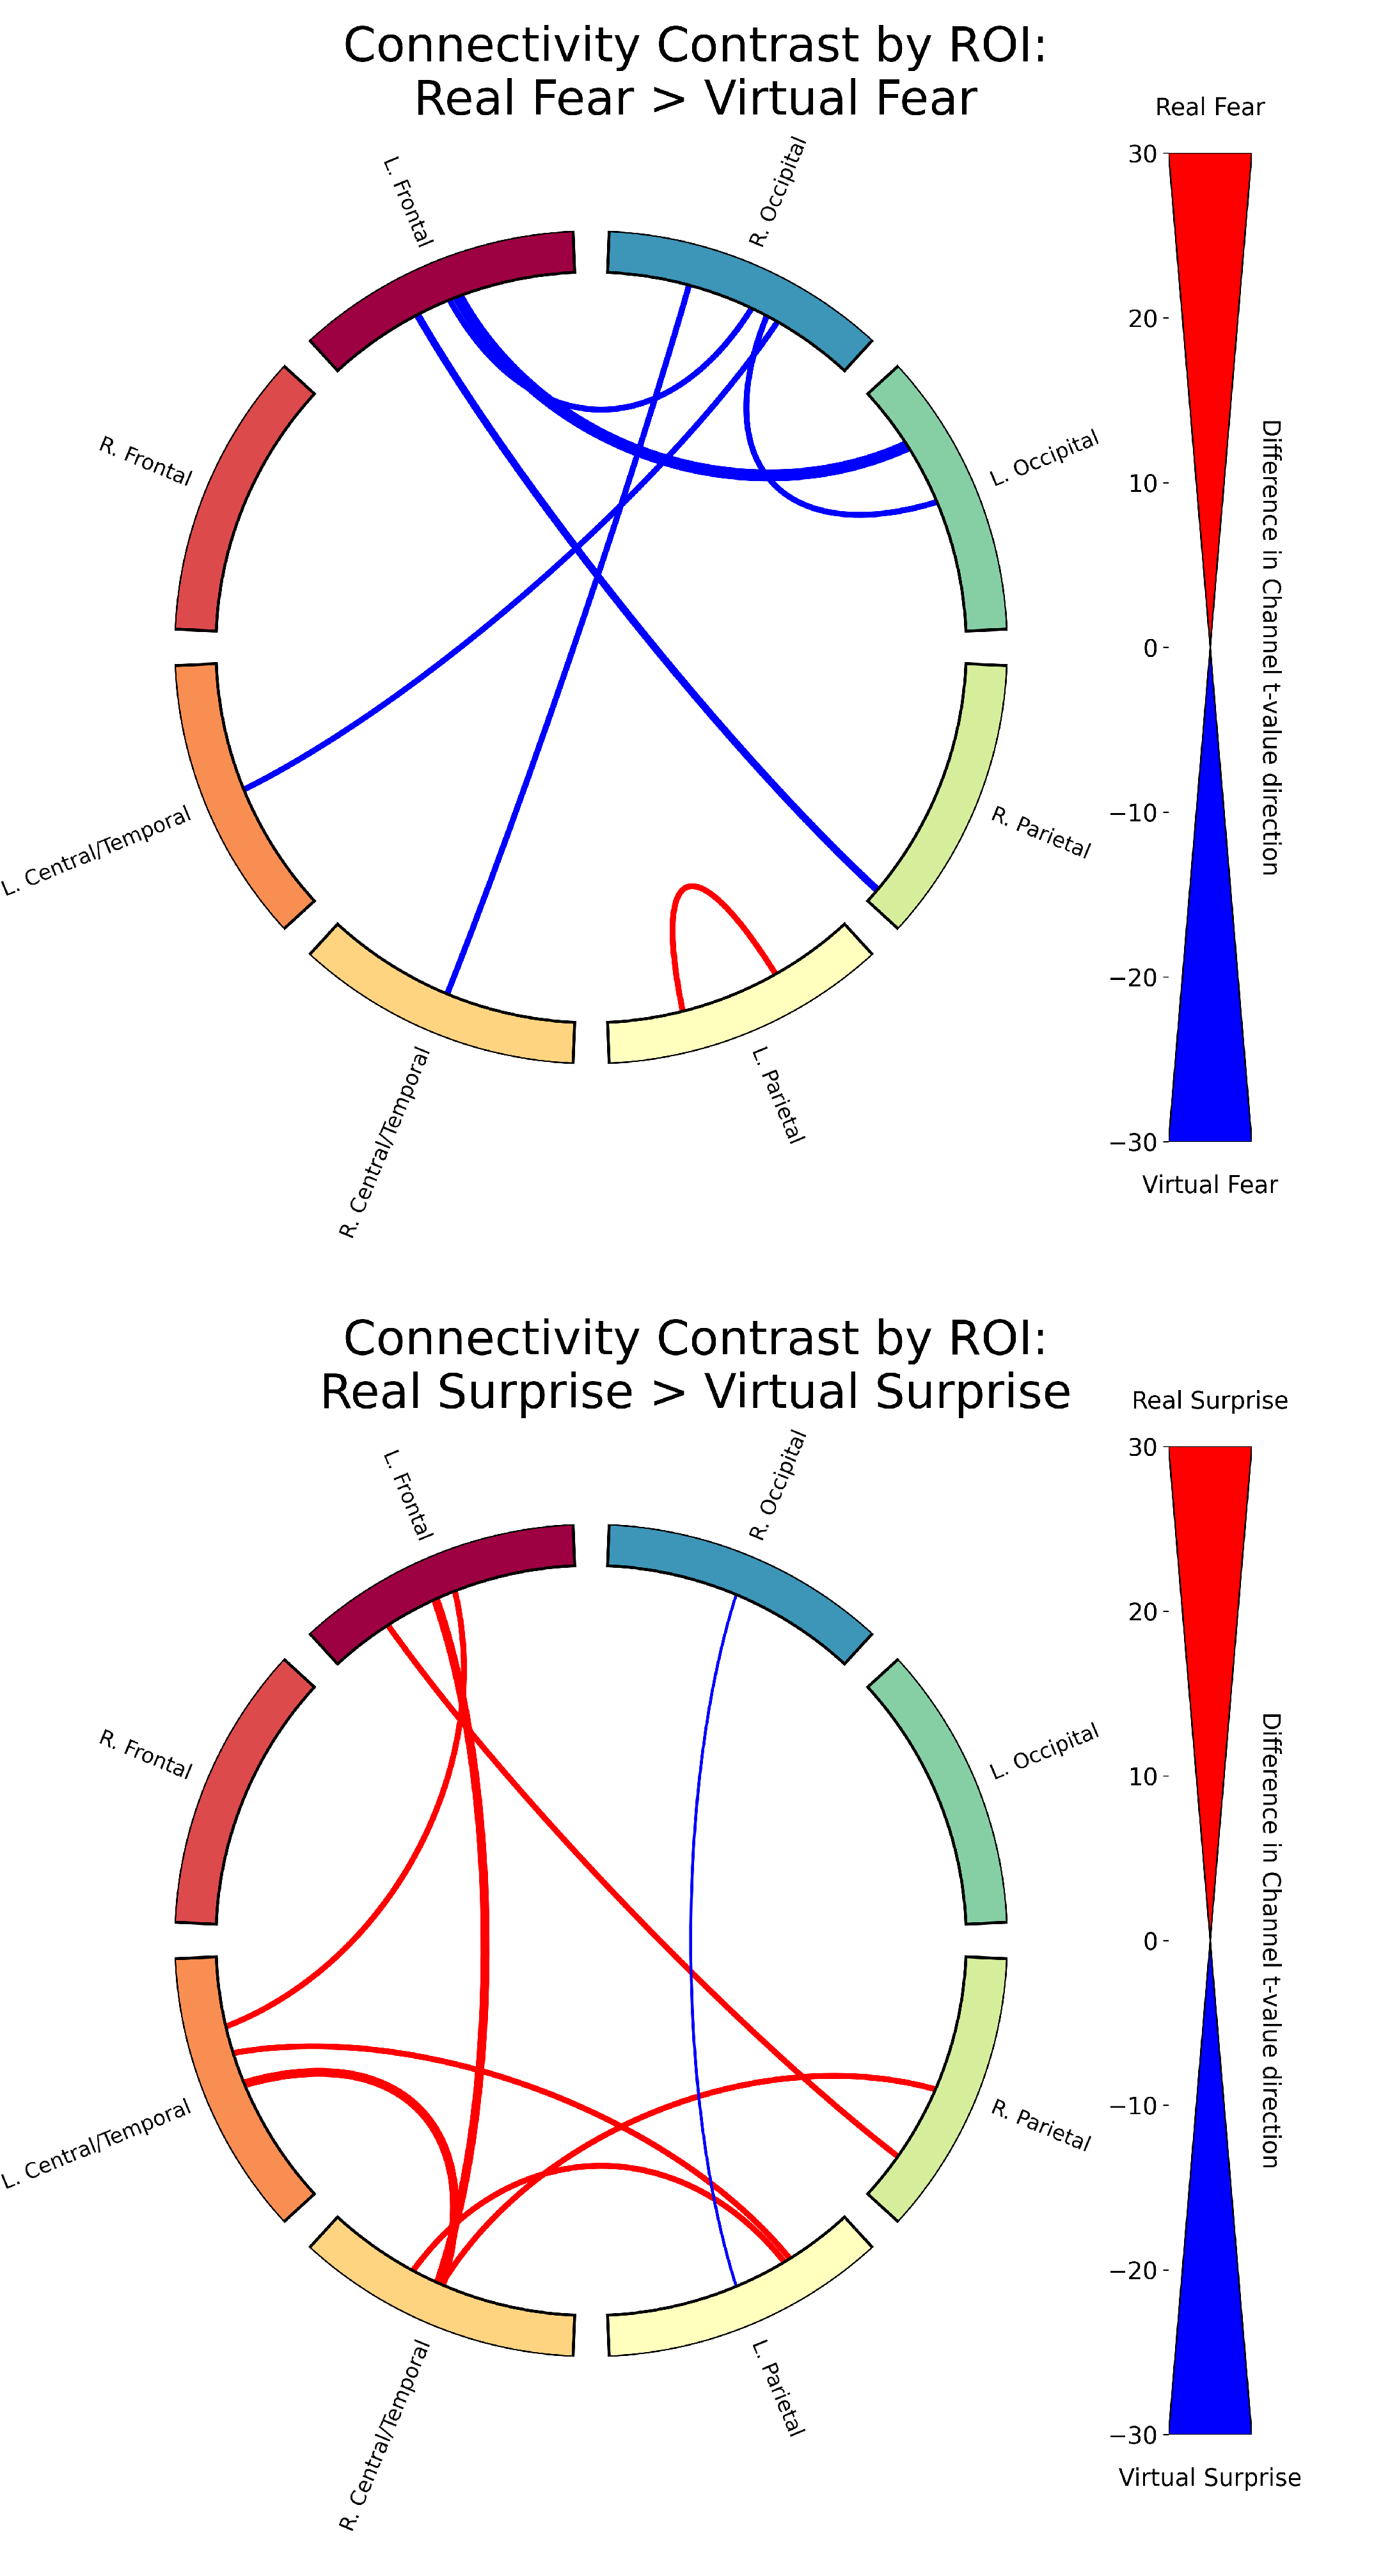 Connectivity Contrast by ROI:
Real Fear > Virtual Fear
Real Fear
L. Frontal
R. Occipital
R. Frontal
L. Occipital
L. Central/Temporal
R. Parietal
R. Central/Temporal
L. Parietal
30
20
10
0
−10
−20
−30
Difference in Channel t-value direction
Virtual Fear
Connectivity Contrast by ROI:
Real Surprise > Virtual Surprise
Real Surprise
L. Frontal
R. Occipital
R. Frontal
L. Occipital
L. Central/Temporal
R. Parietal
R. Central/Temporal
L. Parietal
30
20
10
0
−10
−20
−30
Difference in Channel t-value direction
Virtual Surprise